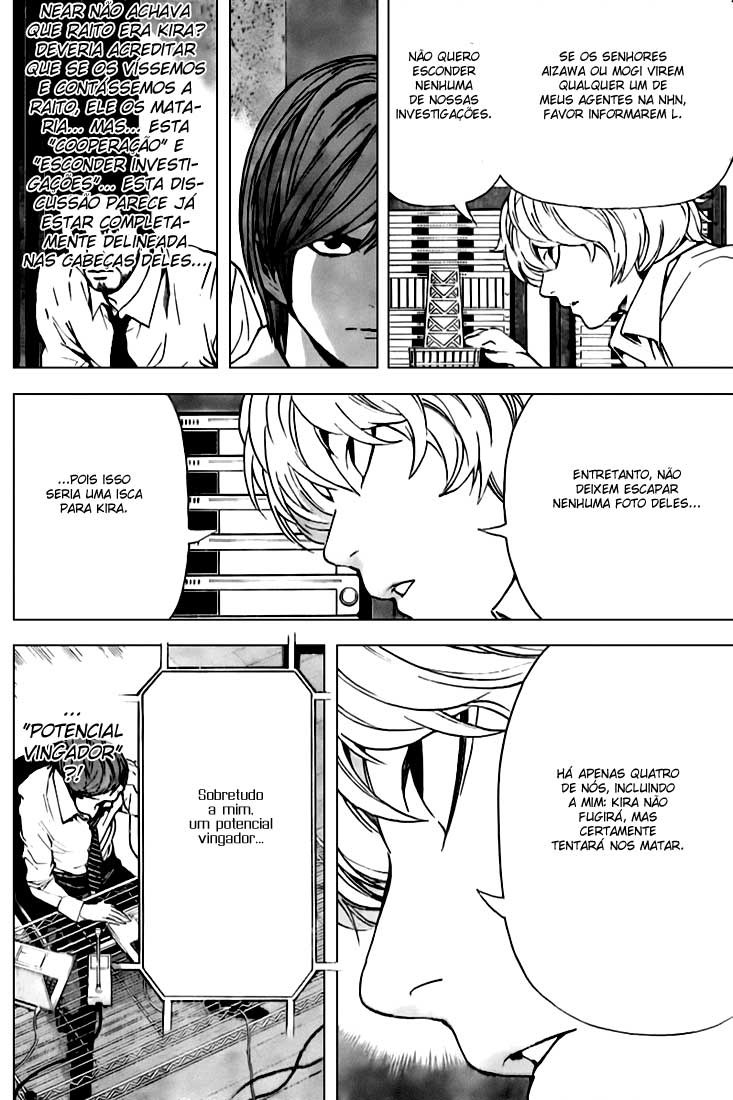 SE OS SENHORES
AIZAWA OU MOGI VIREM
QUALQUER UM DE
MEUS AGENTES NA NHN,
FAVOR INFORMAREM L.
NÃO QUERO
ESCONDER
NENHUMA
DE NOSSAS
INVESTIGAÇÕES.
NEAR NÃO ACHAVA
QUE RAITO ERA KIRA?
DEVERIA ACREDITAR
QUE SE OS VÍSSEMOS
E CONTÁSSEMOS A
RAITO, ELE OS MATA-
RIA... MAS... ESTA
"COOPERAÇÃO" E
"ESCONDER INVESTI-
GAÇÕES"... ESTA DIS-
CUSSÃO PARECE JÁ
ESTAR COMPLETA-
MENTE DELINEADA
NAS CABEÇAS DELES...
ENTRETANTO, NÃO
DEIXEM ESCAPAR
NENHUMA FOTO DELES...
...POIS ISSO
SERIA UMA ISCA
PARA KIRA.
HÁ APENAS QUATRO
DE NÓS, INCLUINDO
A MIM: KIRA NÃO
FUGIRÁ, MAS
CERTAMENTE
TENTARÁ NOS MATAR.
Sobretudo
a mim,
um potencial
vingador...
...
"POTENCIAL
VINGADOR"
?!